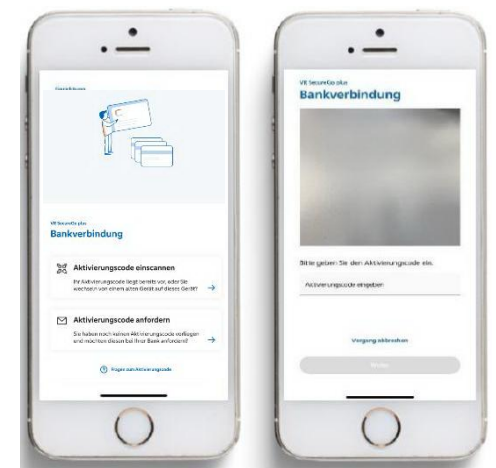 VR SecureGo plus
Bankverbindung
Aktivierungscode einscannen
Ihr Aktivierungscode liegt bereits vor, oder Sie
wechseln von einem alten Gerät auf dieses Gerät?
Aktivierungscode anfordern
Sie haben noch keinen Aktivierungscode vorliegen
und möchten diesen bei Ihrer Bank anfordern?
Fragen zum Aktivierungscode
VR SecureGo plus
Bankverbindung
Bitte geben Sie den Aktivierungscode ein.
Aktivierungscode eingeben
Vorgang abbrechen